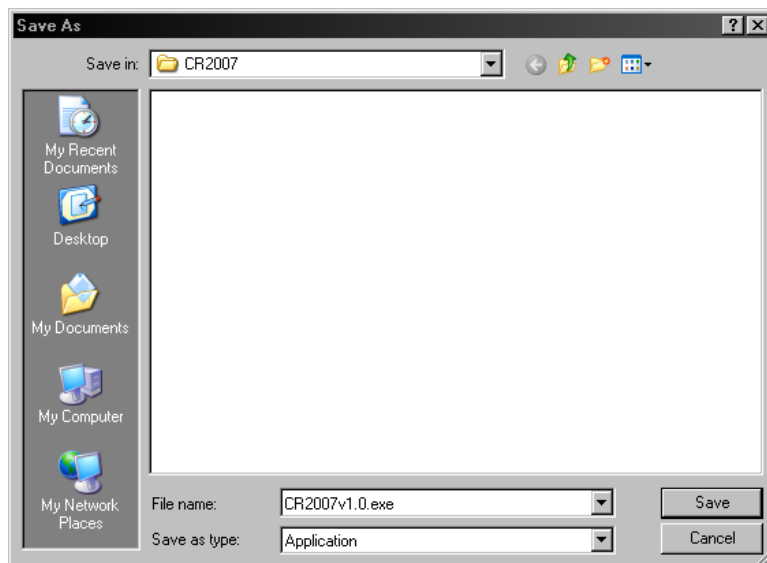 Save As
Save in:
CR2007
My Recent
Documents
Desktop
My Documents
My Computer
My Network
Places
File name:
CR2007v1.0.exe
Save
Save as type:
Application
Cancel